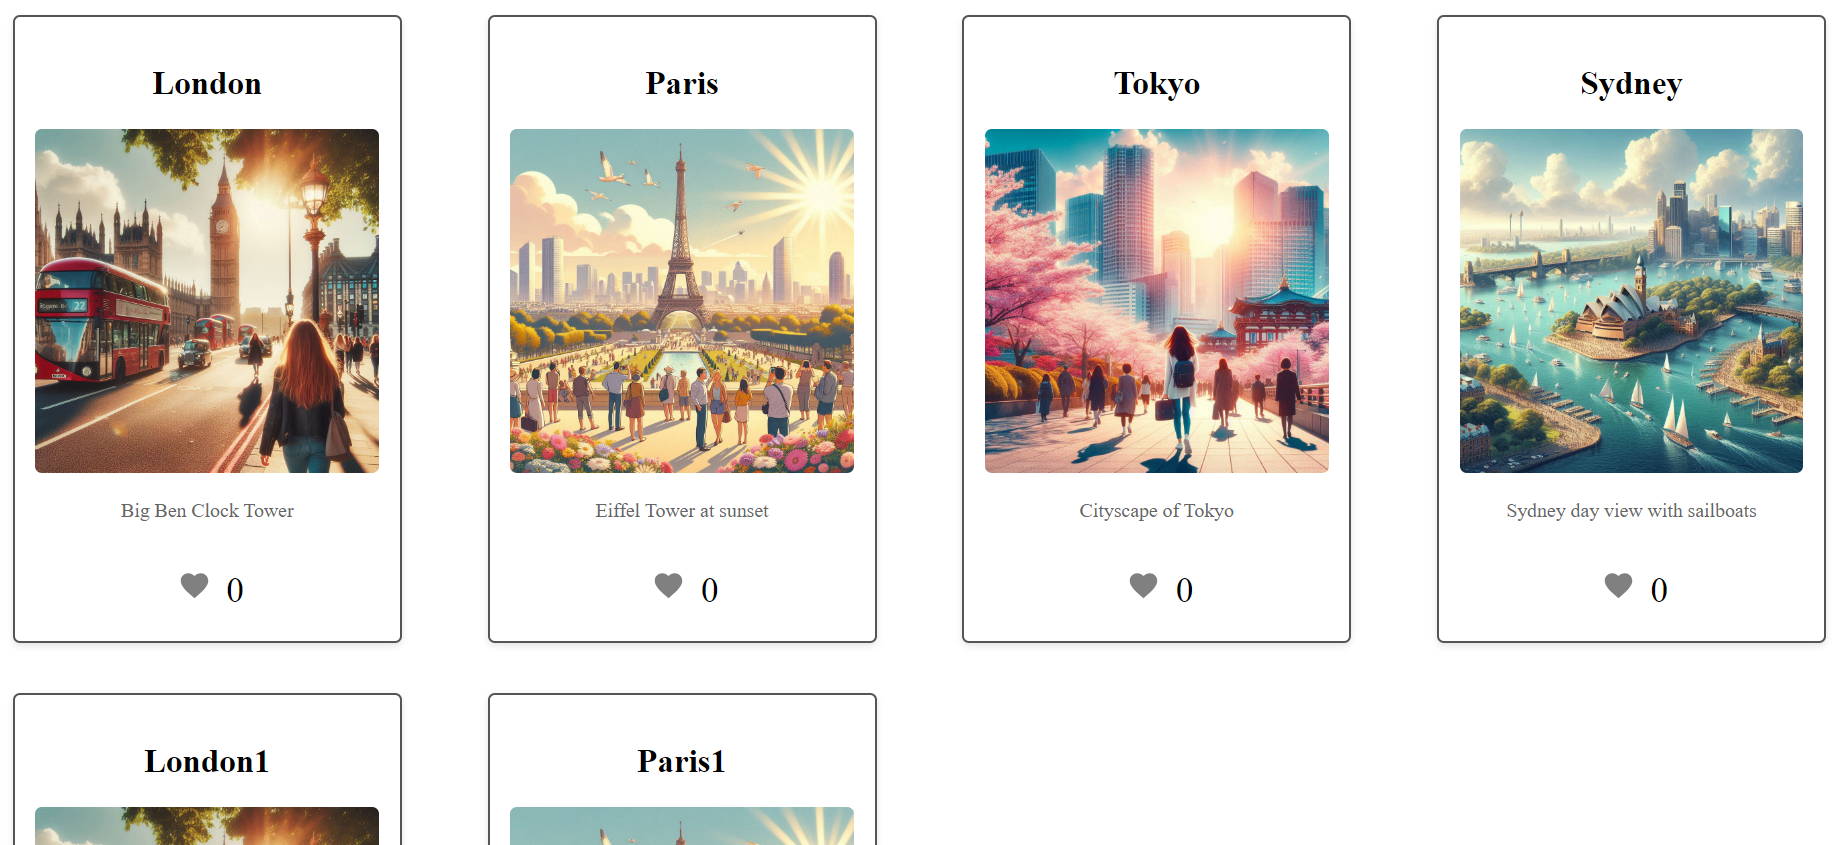 London
Paris
Tokyo
Sydney
22
Big Ben Clock Tower
Eiffel Tower at sunset
Cityscape of Tokyo
Sydney day view with sailboats
0
0
0
0
London1
Paris1